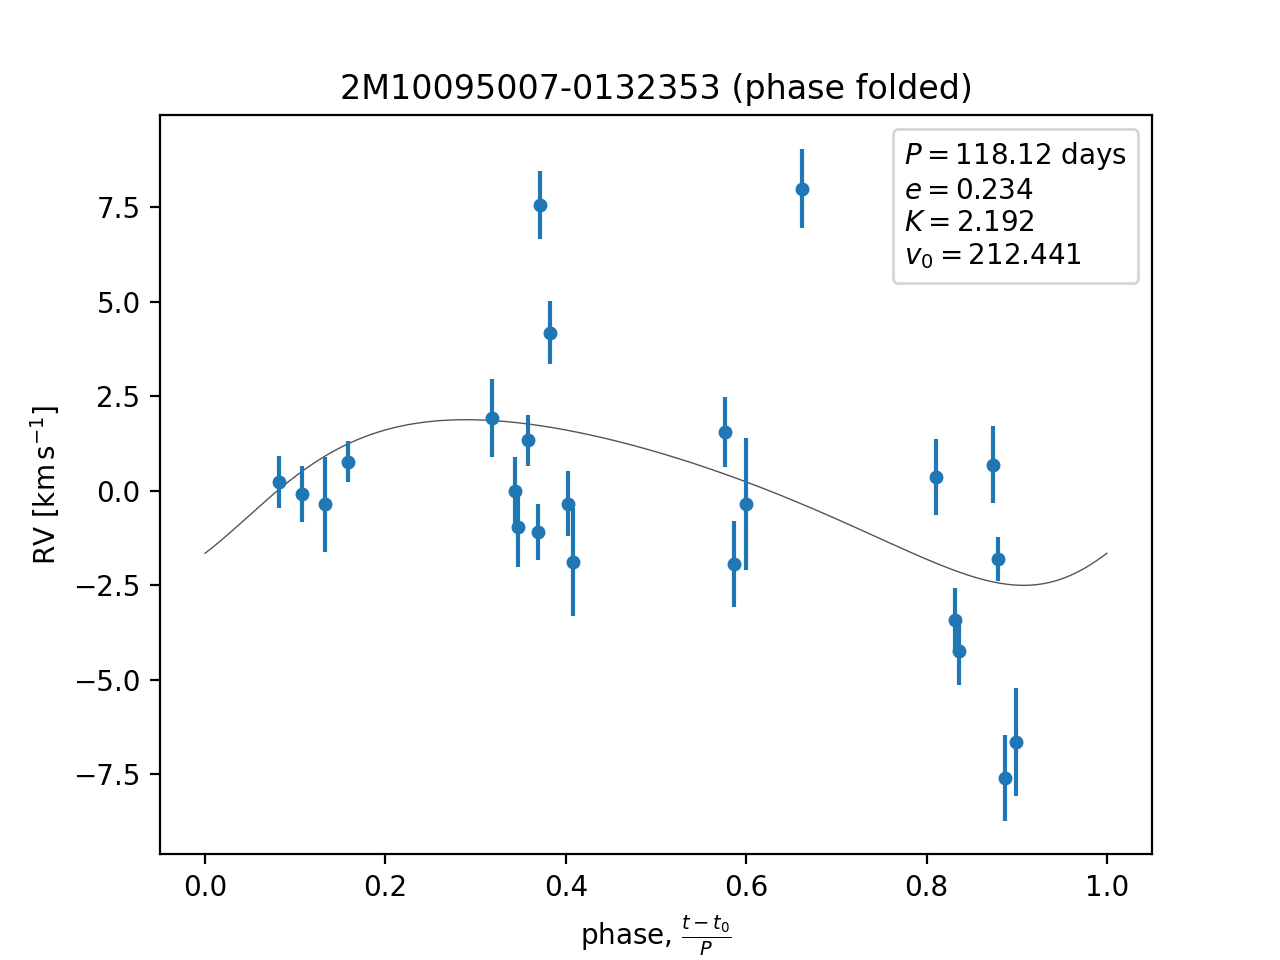 2M10095007-0132353 (phase folded)
P = 118.12 days
e = 0.234
K = 2.192
v₀ = 212.441
RV [km s⁻¹]
7.5
5.0
2.5
0.0
−2.5
−5.0
−7.5
0.0 0.2 0.4 0.6 0.8 1.0
phase, (t − t₀)/P